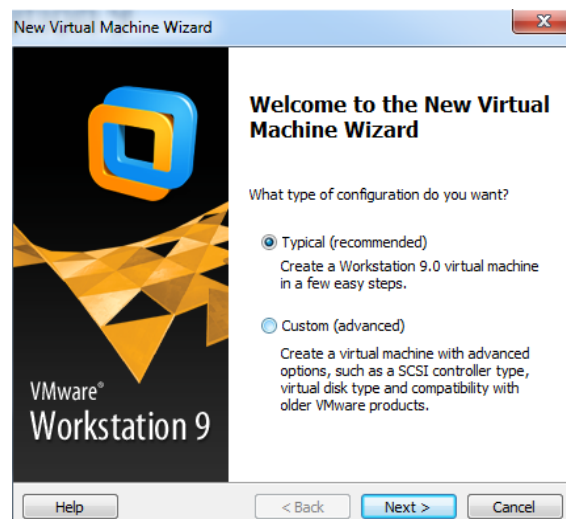 New Virtual Machine Wizard
Welcome to the New Virtual
Machine Wizard
What type of configuration do you want?
Typical (recommended)
Create a Workstation 9.0 virtual machine
in a few easy steps.
Custom (advanced)
Create a virtual machine with advanced
options, such as a SCSI controller type,
virtual disk type and compatibility with
older VMware products.
VMware®
Workstation 9
Help
< Back
Next >
Cancel